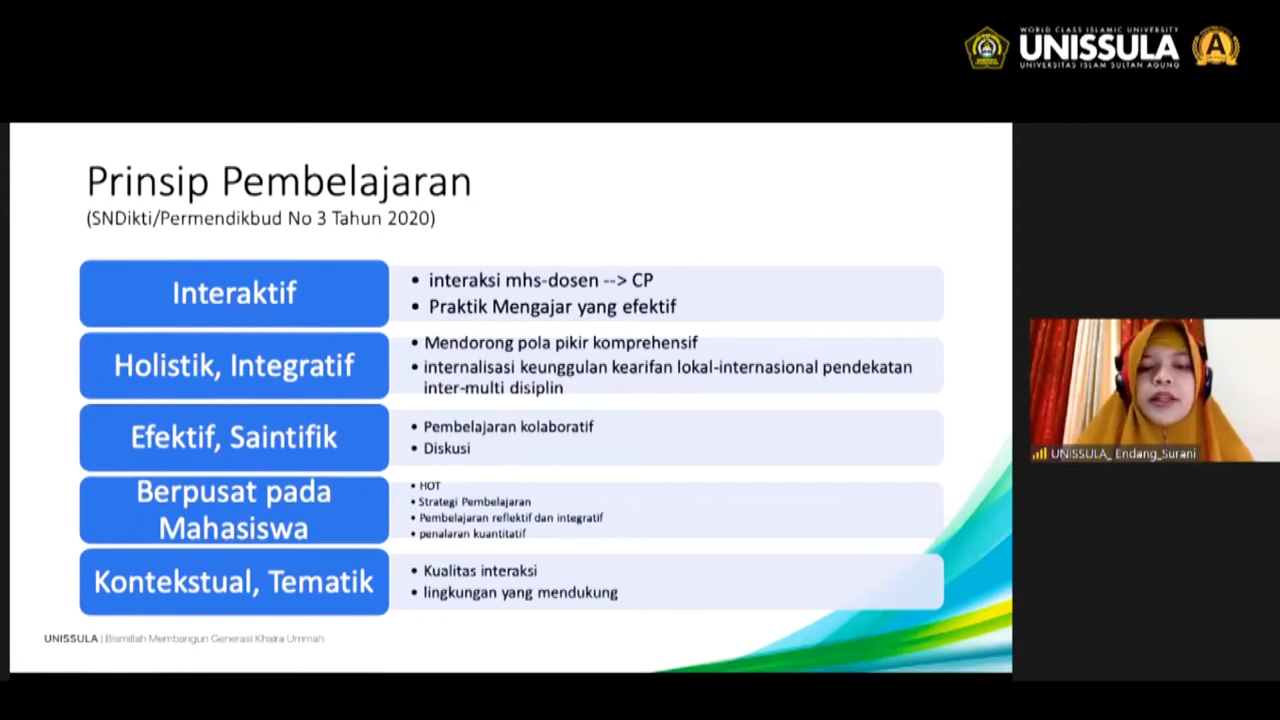 WORLD CLASS ISLAMIC UNIVERSITY
UNISSULA
UNIVERSITAS ISLAM SULTAN AGUNG
A
Prinsip Pembelajaran
(SNDikti/Permendikbud No 3 Tahun 2020)
Interaktif
• interaksi mhs-dosen --> CP
• Praktik Mengajar yang efektif
Holistik, Integratif
• Mendorong pola pikir komprehensif
• internalisasi keunggulan kearifan lokal-internasional pendekatan
inter-multi disiplin
Efektif, Saintifik
• Pembelajaran kolaboratif
• Diskusi
Berpusat pada
Mahasiswa
• HOT
• Strategi Pembelajaran
• Pembelajaran reflektif dan integratif
• penalaran kuantitatif
Kontekstual, Tematik
• Kualitas interaksi
• lingkungan yang mendukung
UNISSULA | Bismillah Membangun Generasi Khaira Ummah
UNISSULA_ Endang_Surani